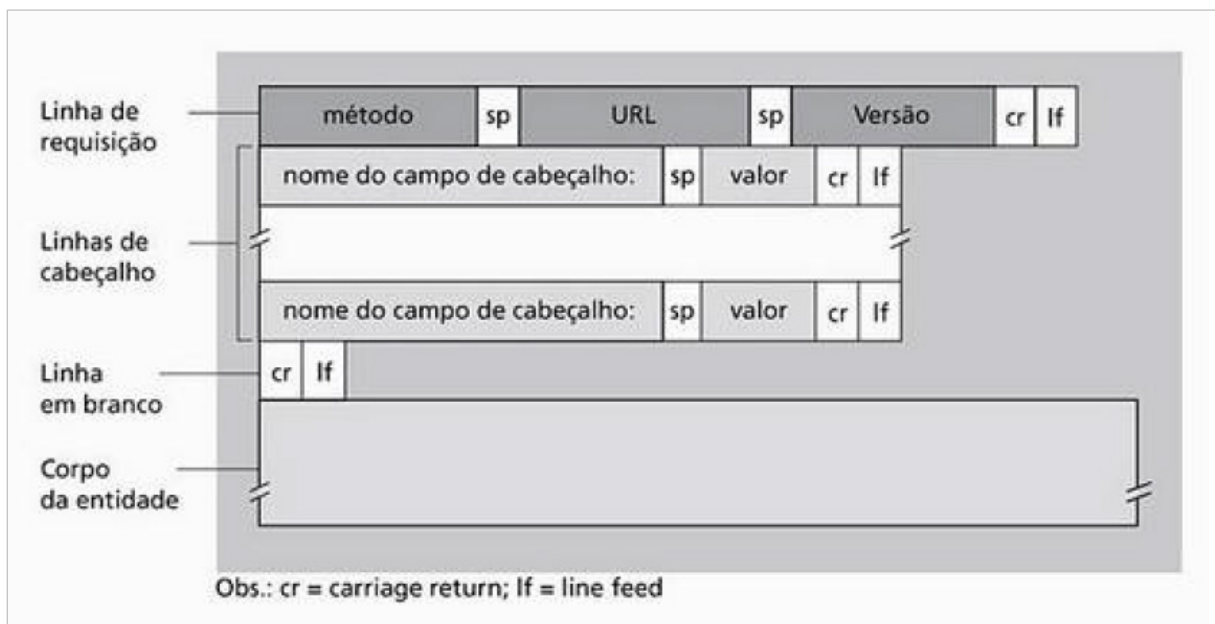 Linha de
requisição
método sp URL sp Versão cr lf
nome do campo de cabeçalho: sp valor cr lf
Linhas de
cabeçalho
nome do campo de cabeçalho: sp valor cr lf
Linha
em branco
cr lf
Corpo
da entidade
Obs.: cr = carriage return; lf = line feed